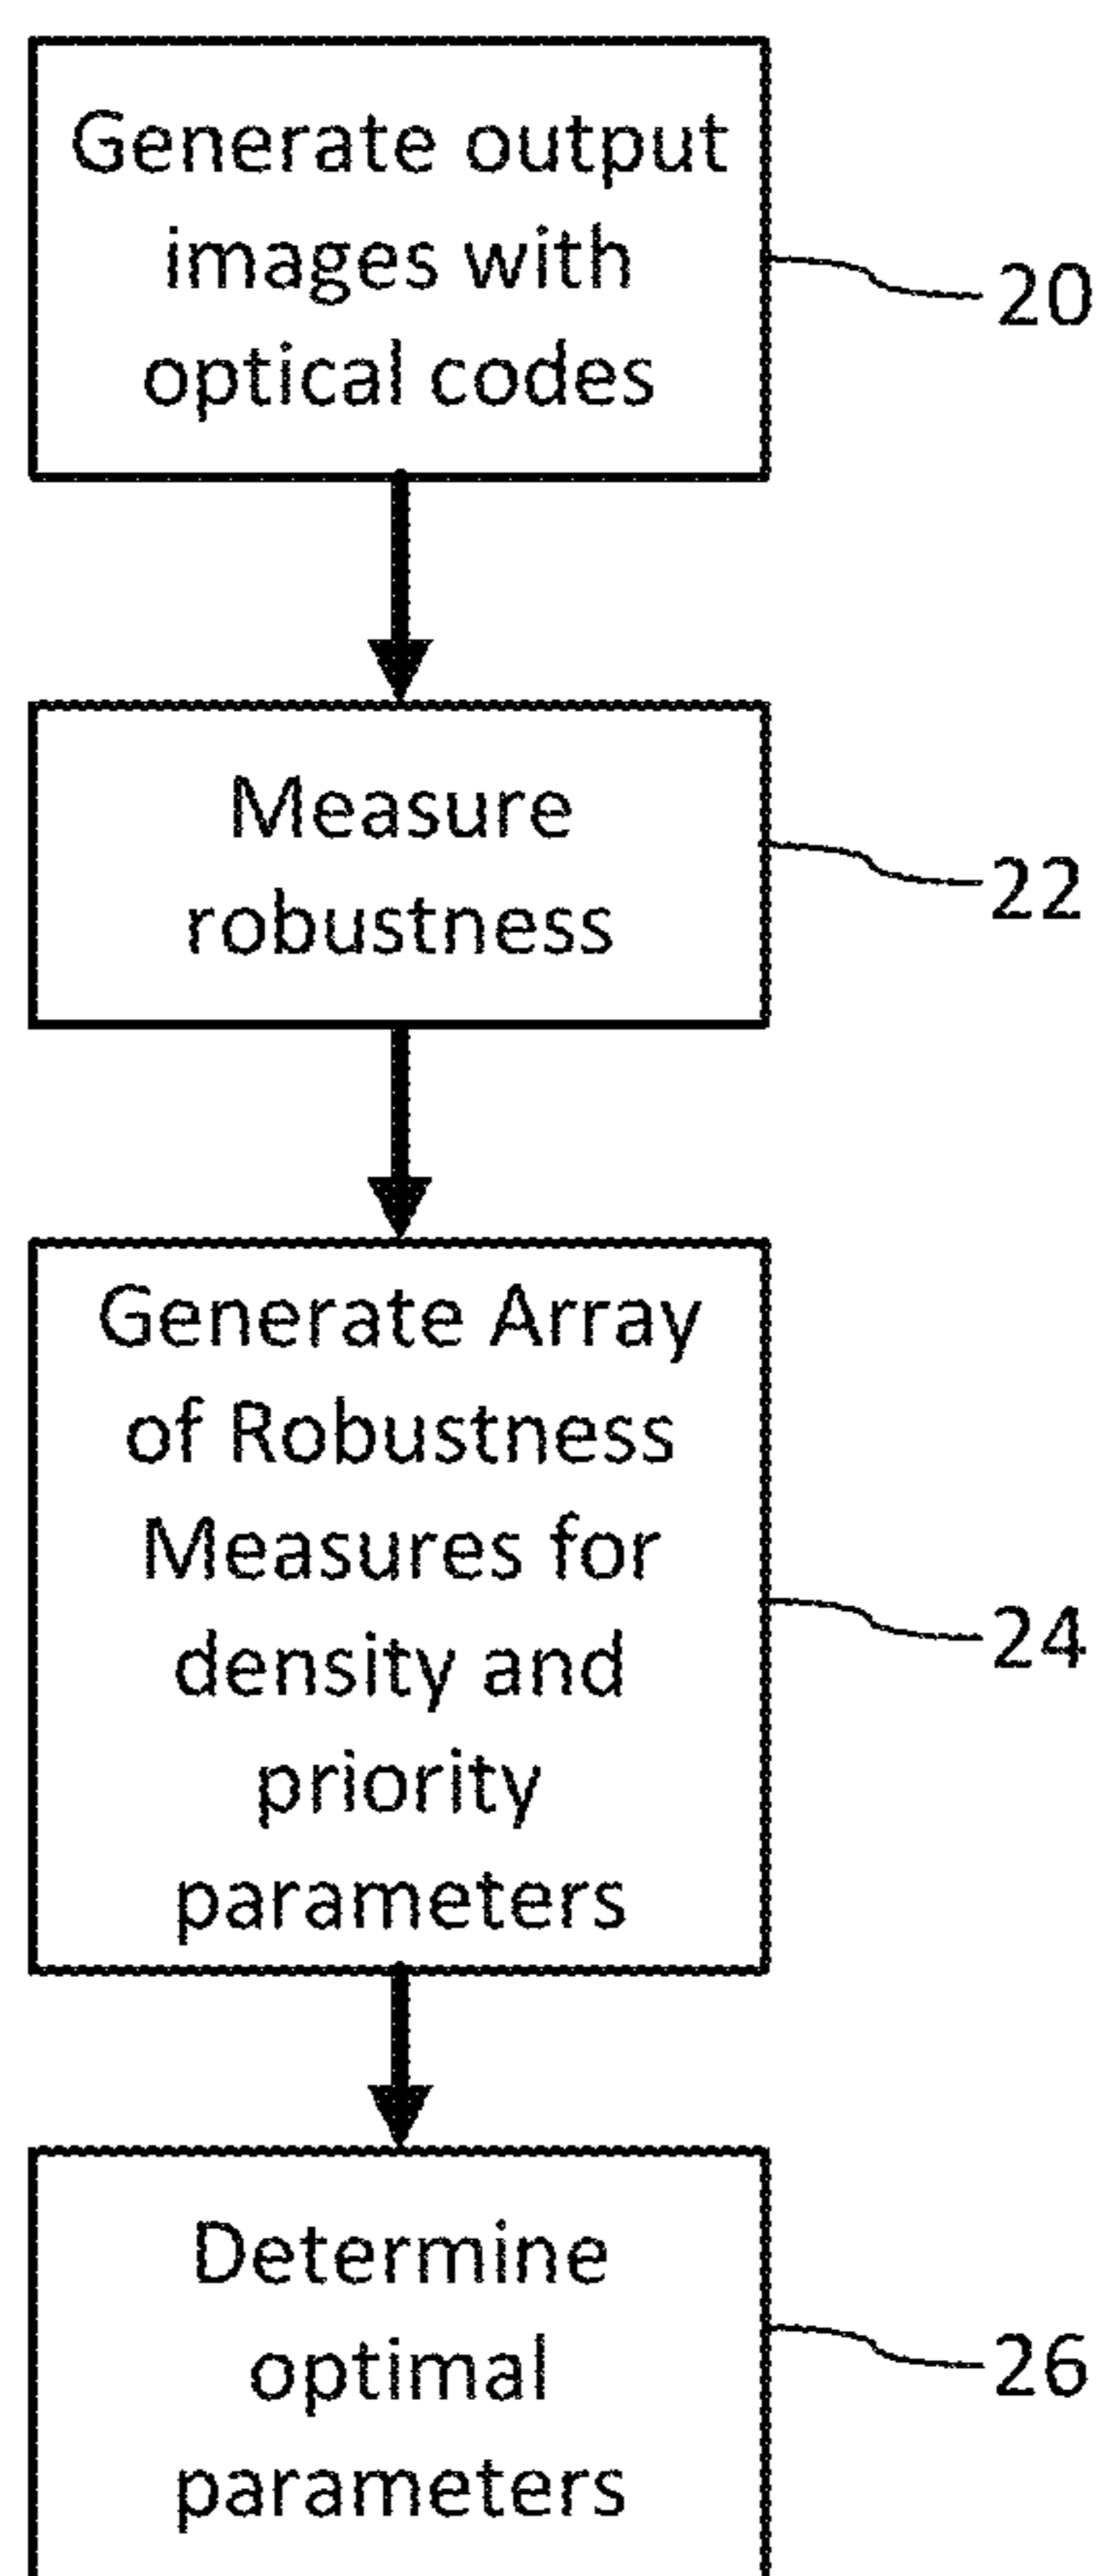 Generate output
images with
optical codes
20
Measure
robustness
22
Generate Array
of Robustness
Measures for
density and
priority
parameters
24
Determine
optimal
parameters
26